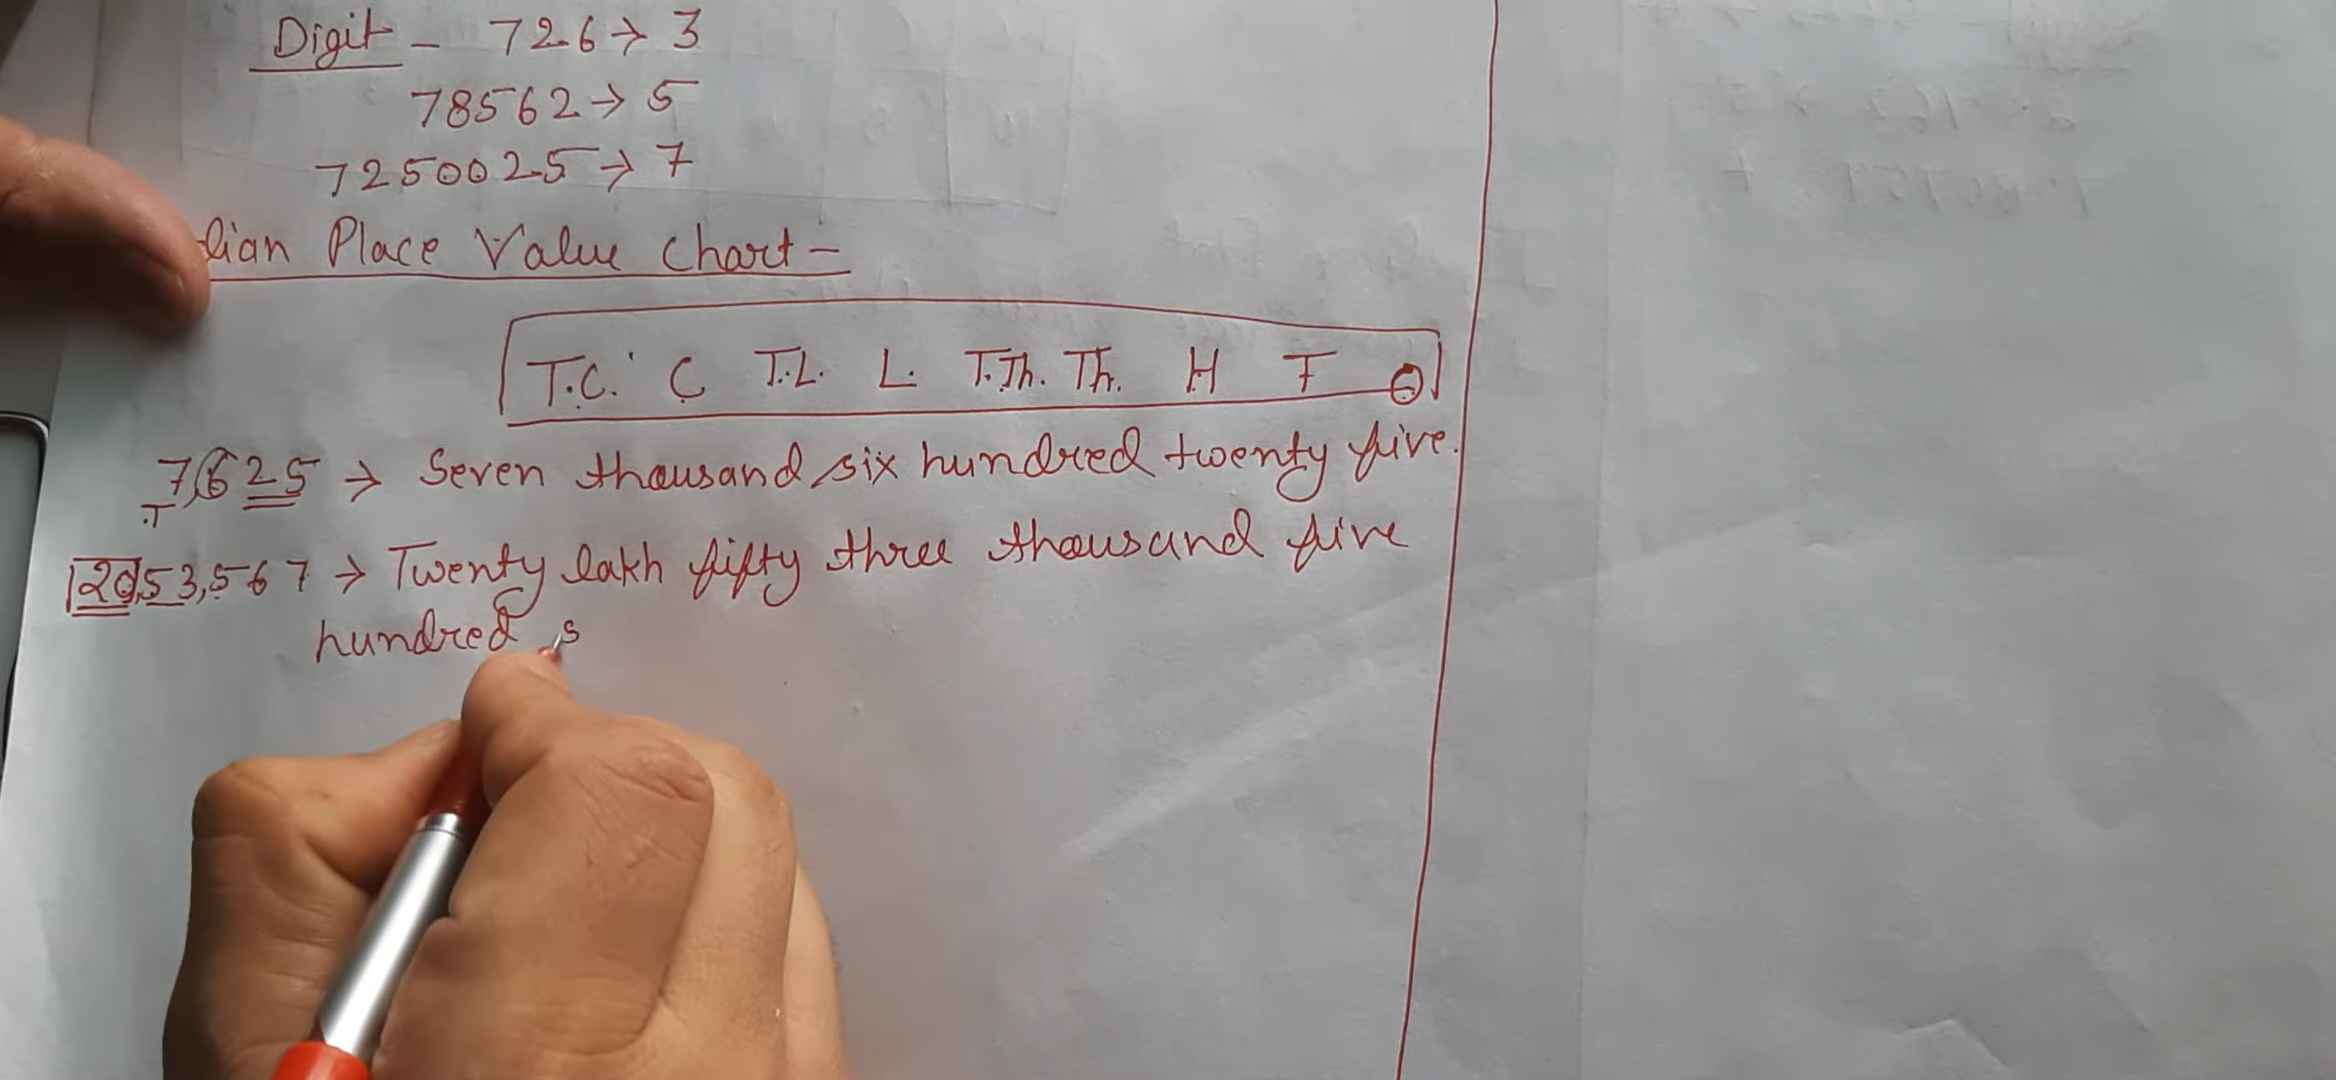 Digit - 726 → 3
78562 → 5
7250025 → 7
dian Place Value Chart -
T.C. C T.L. L. T.Th. Th. H T O
7,625 → Seven thousand six hundred twenty five.
T
20,53,567 → Twenty lakh fifty three thousand five
hundred s